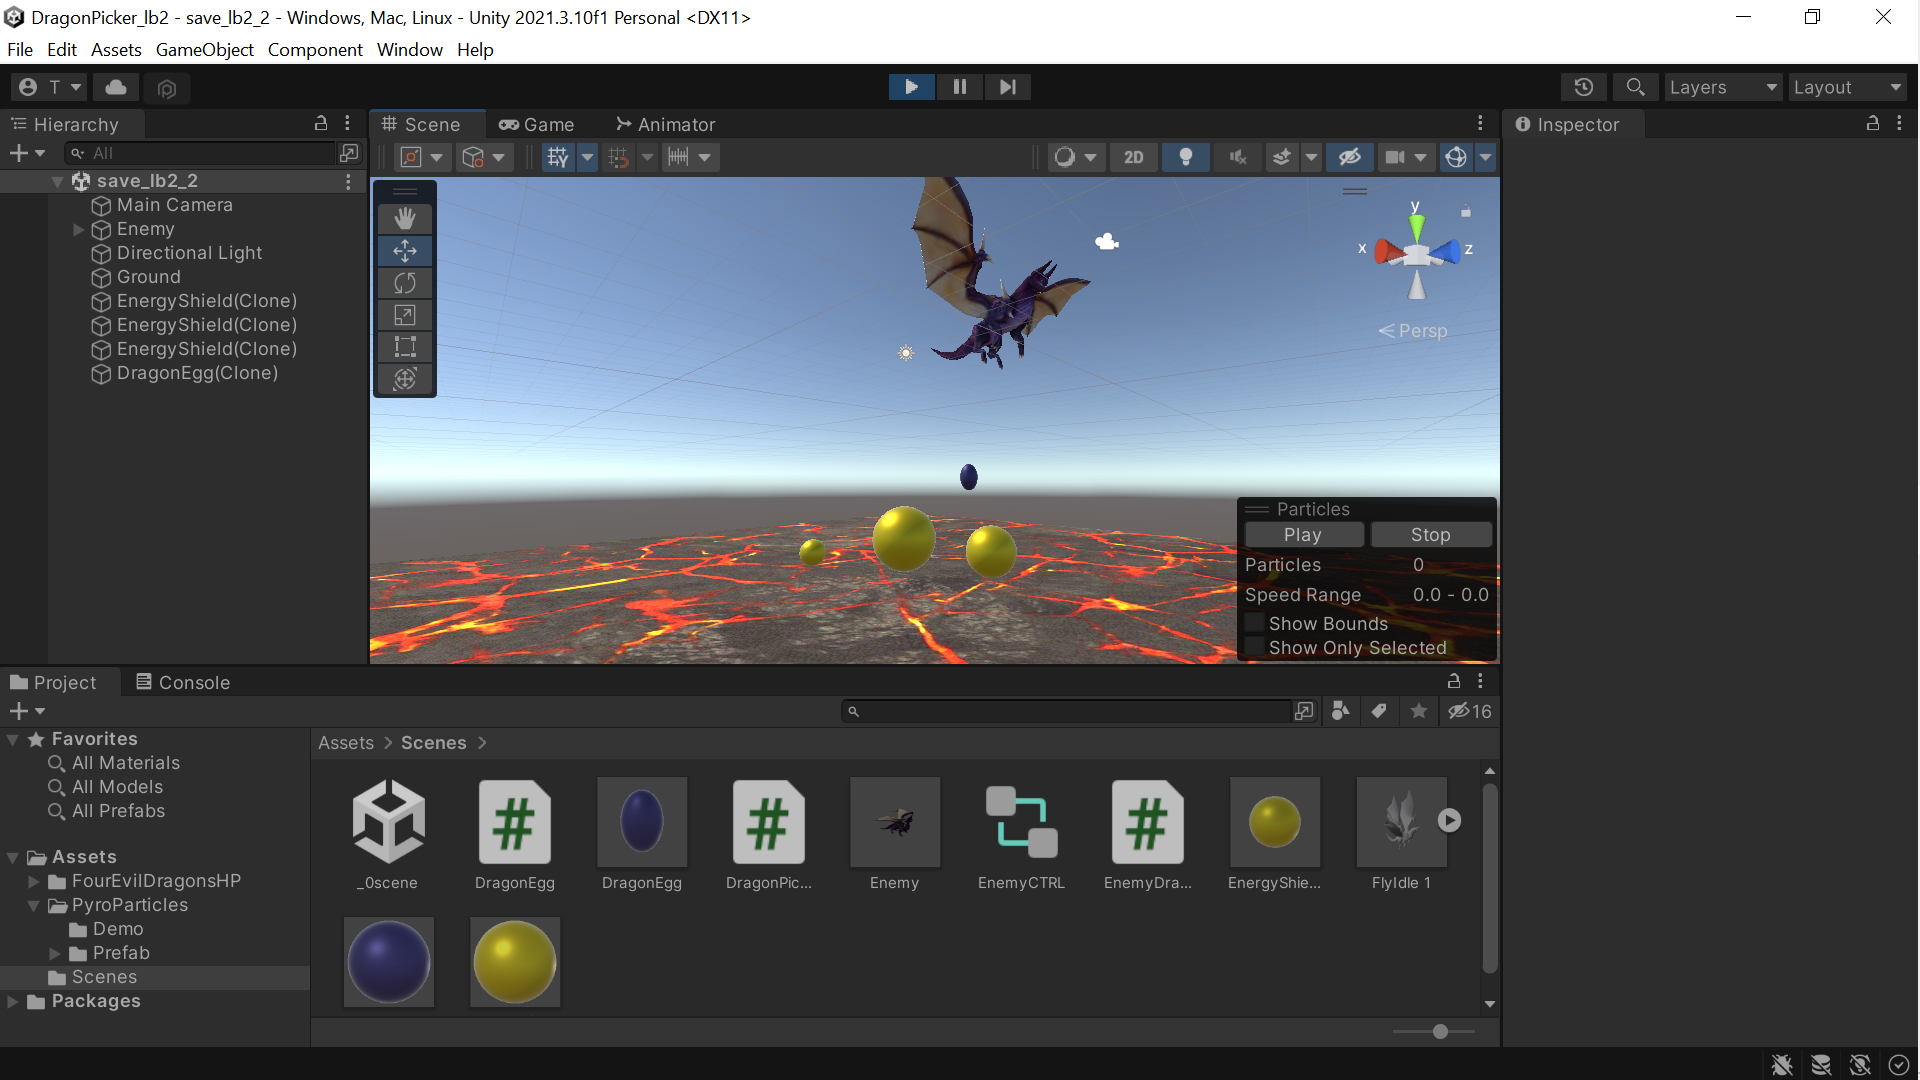 DragonPicker_lb2 - save_lb2_2 - Windows, Mac, Linux - Unity 2021.3.10f1 Personal <DX11>
File Edit Assets GameObject Component Window Help
T Layers Layout
Hierarchy
All
save_lb2_2
Main Camera
Enemy
Directional Light
Ground
EnergyShield(Clone)
EnergyShield(Clone)
EnergyShield(Clone)
DragonEgg(Clone)
Scene Game Animator
2D
y
x z
Persp
Particles
Play Stop
Particles 0
Speed Range 0.0 - 0.0
Show Bounds
Show Only Selected
Inspector
Project Console
16
Favorites
All Materials
All Models
All Prefabs
Assets
FourEvilDragonsHP
PyroParticles
Demo
Prefab
Scenes
Packages
Assets > Scenes >
_0scene DragonEgg DragonEgg DragonPic... Enemy EnemyCTRL EnemyDra... EnergyShie... FlyIdle 1